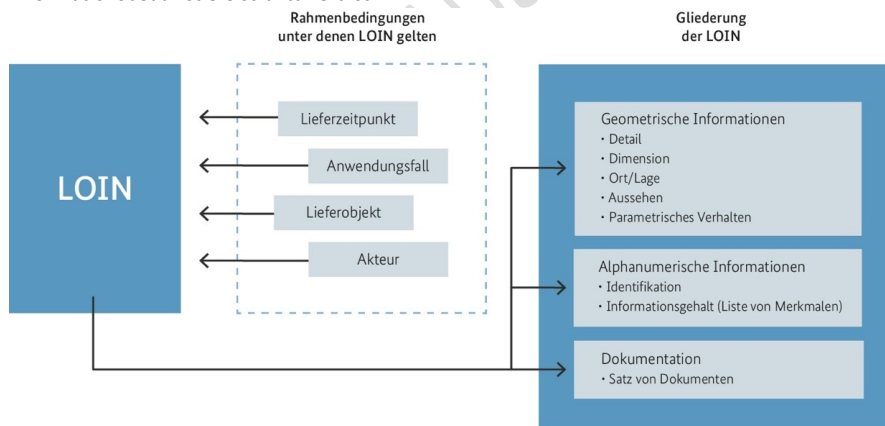 Rahmenbedingungen
unter denen LOIN gelten
Gliederung
der LOIN
LOIN
Lieferzeitpunkt
Anwendungsfall
Lieferobjekt
Akteur
Geometrische Informationen
· Detail
· Dimension
· Ort/Lage
· Aussehen
· Parametrisches Verhalten
Alphanumerische Informationen
· Identifikation
· Informationsgehalt (Liste von Merkmalen)
Dokumentation
· Satz von Dokumenten